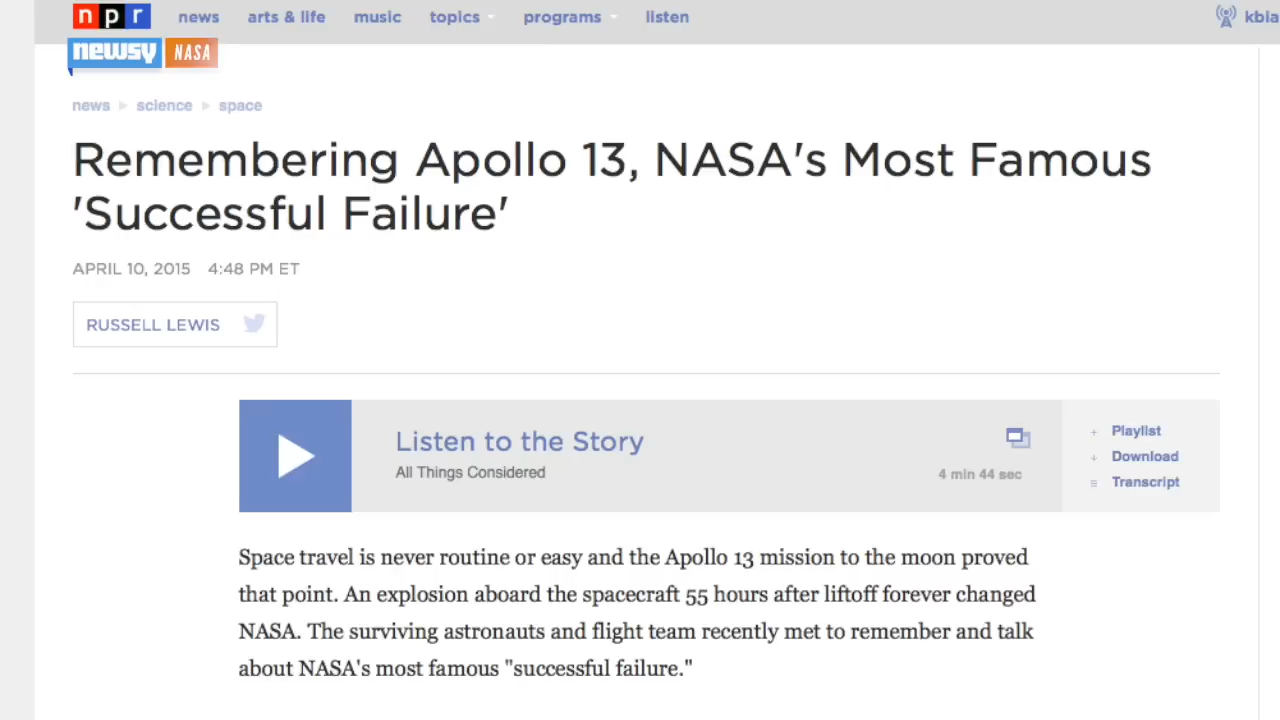 npr news arts & life music topics programs listen kbia
newsy NASA
news science space
Remembering Apollo 13, NASA's Most Famous
'Successful Failure'
APRIL 10, 2015 4:48 PM ET
RUSSELL LEWIS
Listen to the Story
All Things Considered
4 min 44 sec
Playlist
Download
Transcript
Space travel is never routine or easy and the Apollo 13 mission to the moon proved
that point. An explosion aboard the spacecraft 55 hours after liftoff forever changed
NASA. The surviving astronauts and flight team recently met to remember and talk
about NASA's most famous "successful failure."